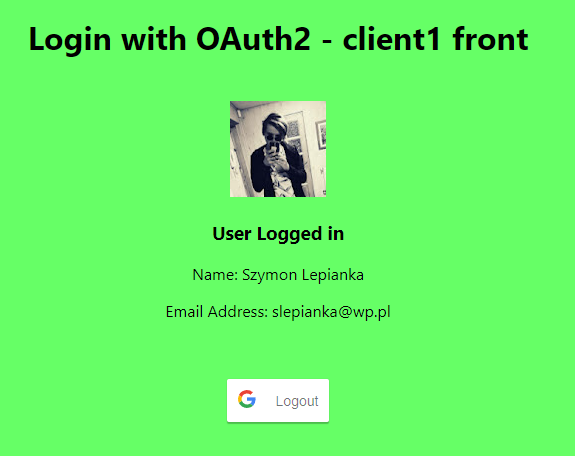 Login with OAuth2 - client1 front
User Logged in
Name: Szymon Lepianka
Email Address: slepianka@wp.pl
Logout